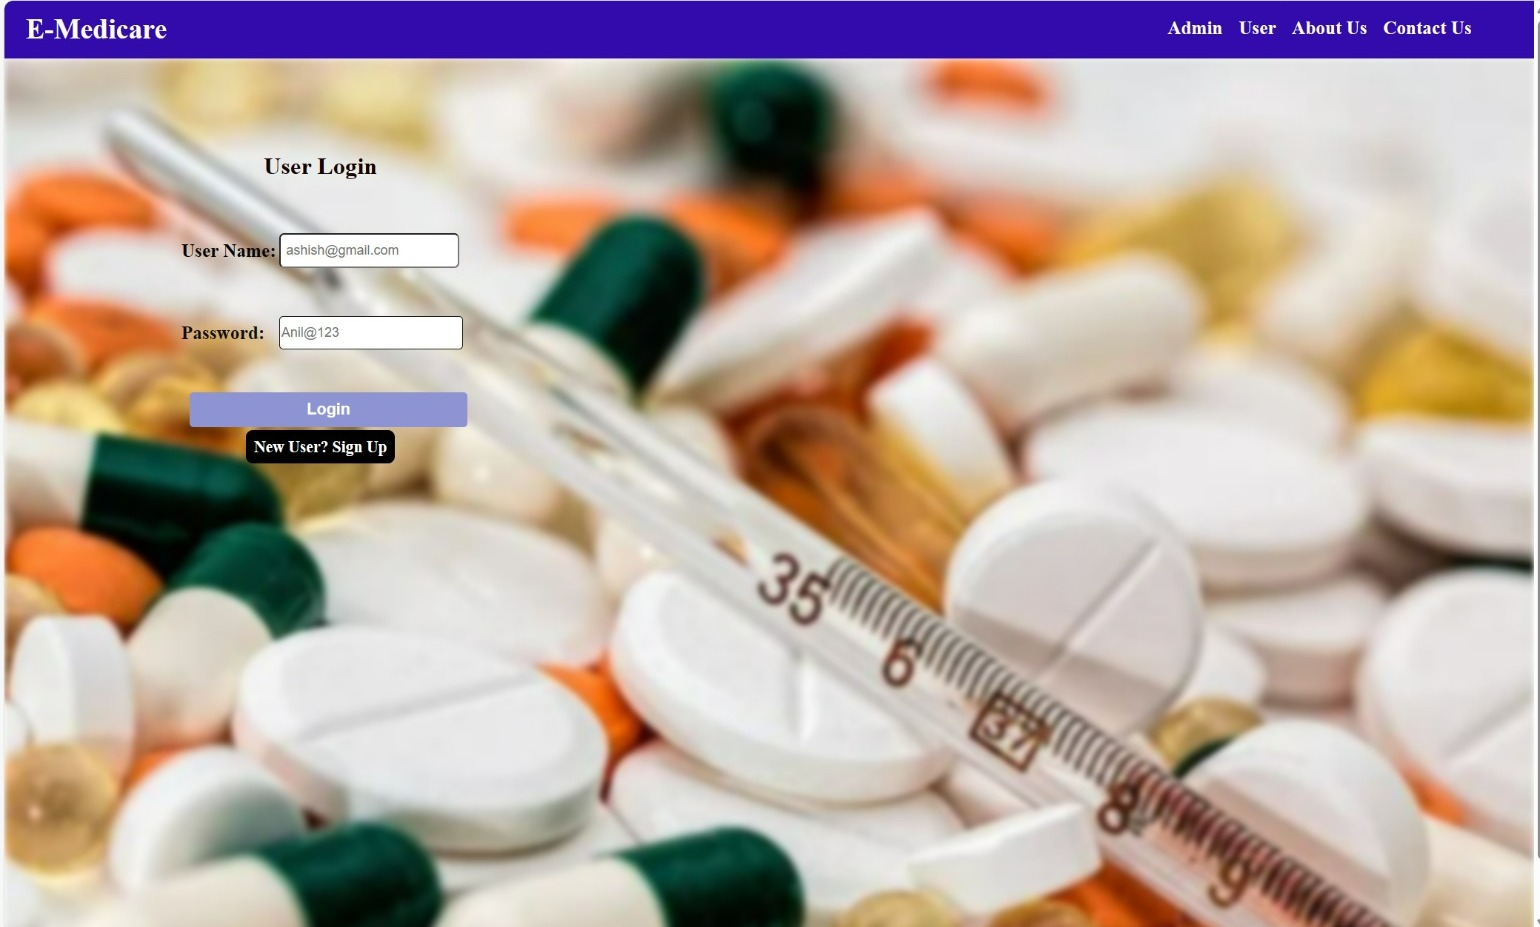 E-Medicare
Admin User About Us Contact Us
User Login
User Name: ashish@gmail.com
Password: Anil@123
Login
New User? Sign Up
35
6
37
8
9